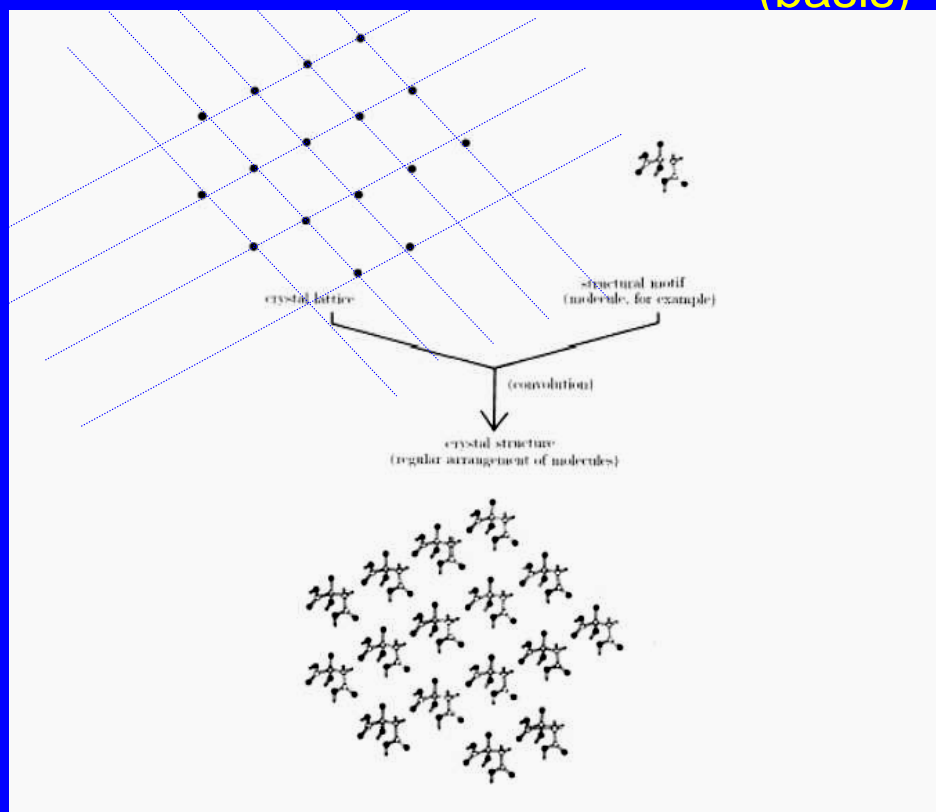 (basis)
crystal lattice
structural motif
(molecule, for example)
(convolution)
crystal structure
(regular arrangement of molecules)